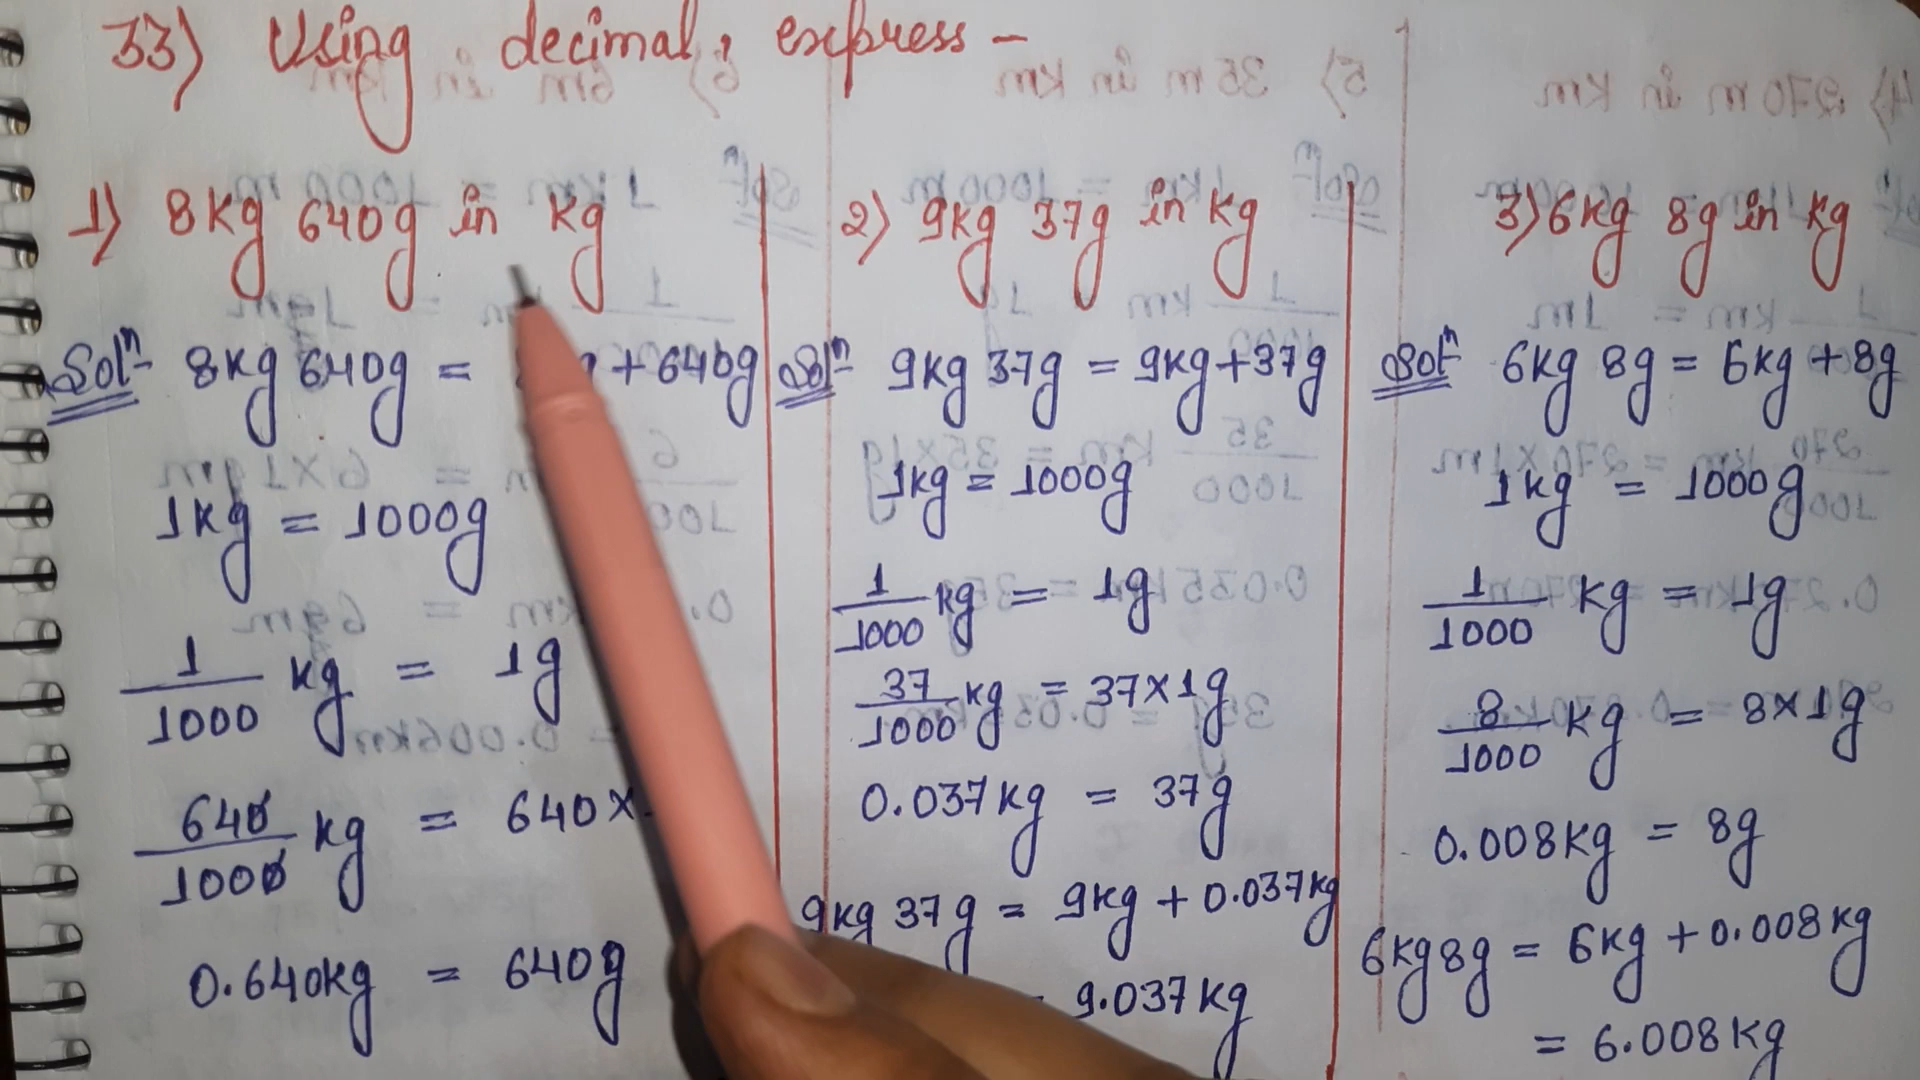 33) Using decimal, express -
1) 8kg 640g in kg
Solⁿ- 8kg 640g = + 640g
1kg = 1000g
1/1000 kg = 1g
640/1000 kg = 640×
0.640kg = 640g
2) 9kg 37g in kg
Solⁿ- 9kg 37g = 9kg + 37g
1kg = 1000g
1/1000 kg = 1g
37/1000 kg = 37×1g
0.037kg = 37g
9kg 37g = 9kg + 0.037kg
= 9.037kg
3) 6kg 8g in kg
Solⁿ- 6kg 8g = 6kg + 8g
1kg = 1000g
1/1000 kg = 1g
8/1000 kg = 8×1g
0.008kg = 8g
6kg 8g = 6kg + 0.008kg
= 6.008kg